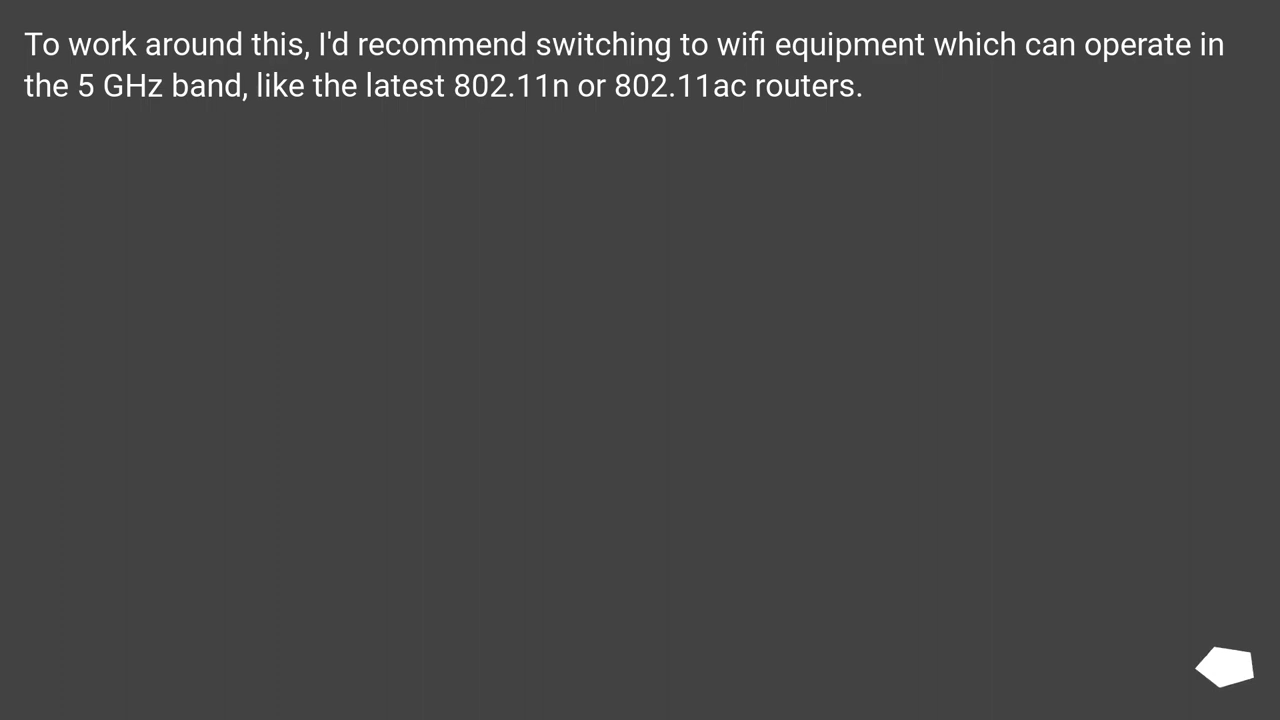 To work around this, I'd recommend switching to wifi equipment which can operate in
the 5 GHz band, like the latest 802.11n or 802.11ac routers.